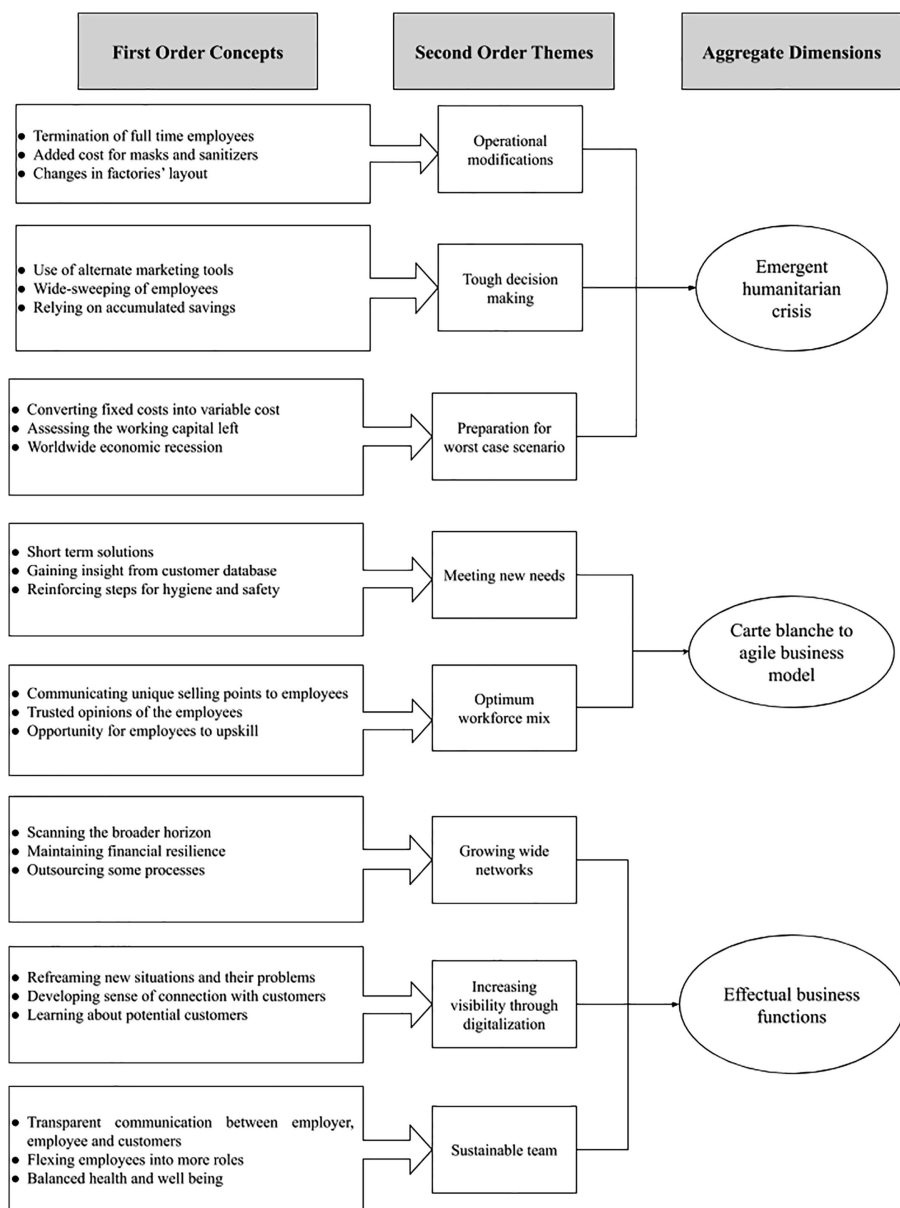 First Order Concepts
Second Order Themes
Aggregate Dimensions
● Termination of full time employees
● Added cost for masks and sanitizers
● Changes in factories' layout
Operational
modifications
● Use of alternate marketing tools
● Wide-sweeping of employees
● Relying on accumulated savings
Tough decision
making
Emergent
humanitarian
crisis
● Converting fixed costs into variable cost
● Assessing the working capital left
● Worldwide economic recession
Preparation for
worst case scenario
● Short term solutions
● Gaining insight from customer database
● Reinforcing steps for hygiene and safety
Meeting new needs
Carte blanche to
agile business
model
● Communicating unique selling points to employees
● Trusted opinions of the employees
● Opportunity for employees to upskill
Optimum
workforce mix
● Scanning the broader horizon
● Maintaining financial resilience
● Outsourcing some processes
Growing wide
networks
● Reframing new situations and their problems
● Developing sense of connection with customers
● Learning about potential customers
Increasing
visibility through
digitalization
Effectual business
functions
● Transparent communication between employer,
employee and customers
● Flexing employees into more roles
● Balanced health and well being
Sustainable team